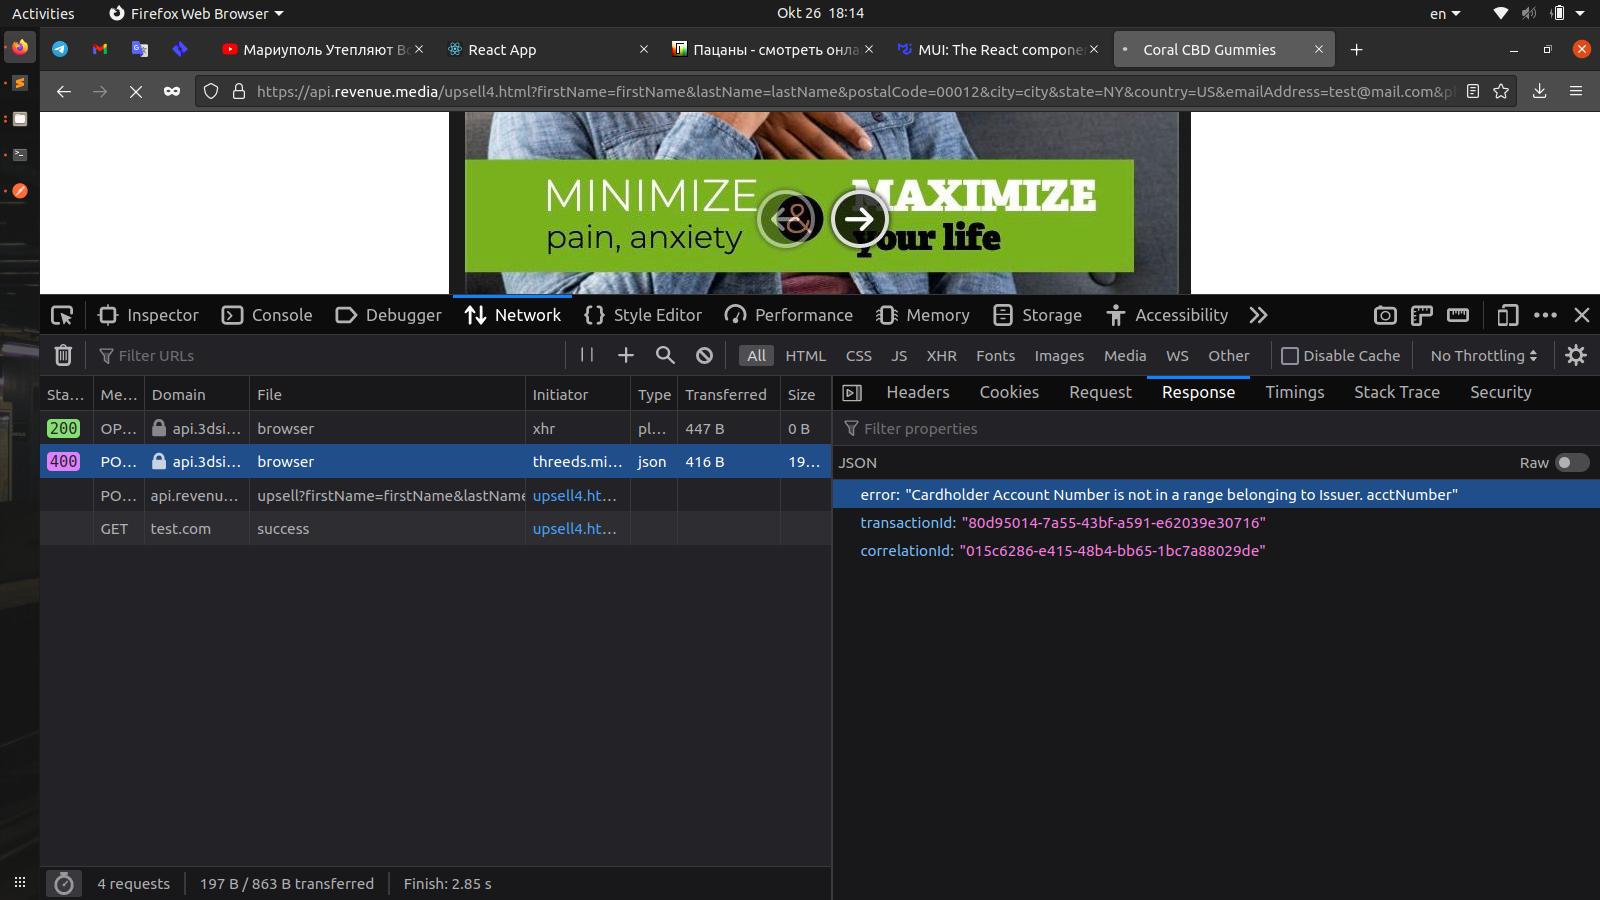 Activities
Firefox Web Browser
Okt 26 18:14
en
Мариуполь Утепляют Вс
React App
Пацаны - смотреть онла
MUI: The React compone
Coral CBD Gummies
https://api.revenue.media/upsell4.html?firstName=firstName&lastName=lastName&postalCode=00012&city=city&state=NY&country=US&emailAddress=test@mail.com&p
MINIMIZE
pain, anxiety
&
MAXIMIZE
your life
Inspector
Console
Debugger
Network
Style Editor
Performance
Memory
Storage
Accessibility
Filter URLs
All
HTML
CSS
JS
XHR
Fonts
Images
Media
WS
Other
Disable Cache
No Throttling
Sta…
Me…
Domain
File
Initiator
Type
Transferred
Size
Headers
Cookies
Request
Response
Timings
Stack Trace
Security
200 OP… api.3dsi… browser xhr pl… 447 B 0 B
Filter properties
400 PO… api.3dsi… browser threeds.mi… json 416 B 19…
JSON
Raw
PO… api.revenu… upsell?firstName=firstName&lastName upsell4.ht…
error: "Cardholder Account Number is not in a range belonging to Issuer. acctNumber"
GET test.com success upsell4.ht…
transactionId: "80d95014-7a55-43bf-a591-e62039e30716"
correlationId: "015c6286-e415-48b4-bb65-1bc7a88029de"
4 requests
197 B / 863 B transferred
Finish: 2.85 s